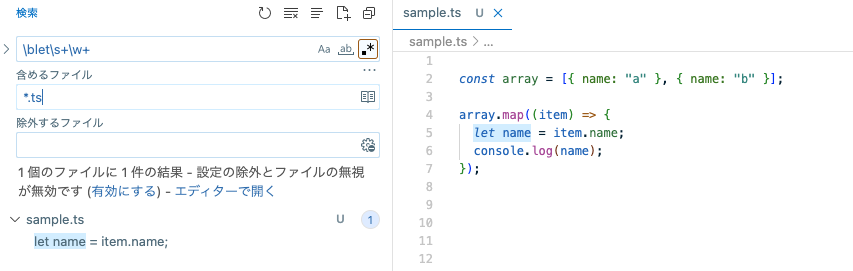 検索
\blet\s+\w+
Aa ab .*
含めるファイル
...
*.ts
除外するファイル
1 個のファイルに 1 件の結果 - 設定の除外とファイルの無視
が無効です (有効にする) - エディターで開く
sample.ts U 1
let name = item.name;
sample.ts U
sample.ts > ...
1
2 const array = [{ name: "a" }, { name: "b" }];
3
4 array.map((item) => {
5 let name = item.name;
6 console.log(name);
7 });
8
9
10
11
12